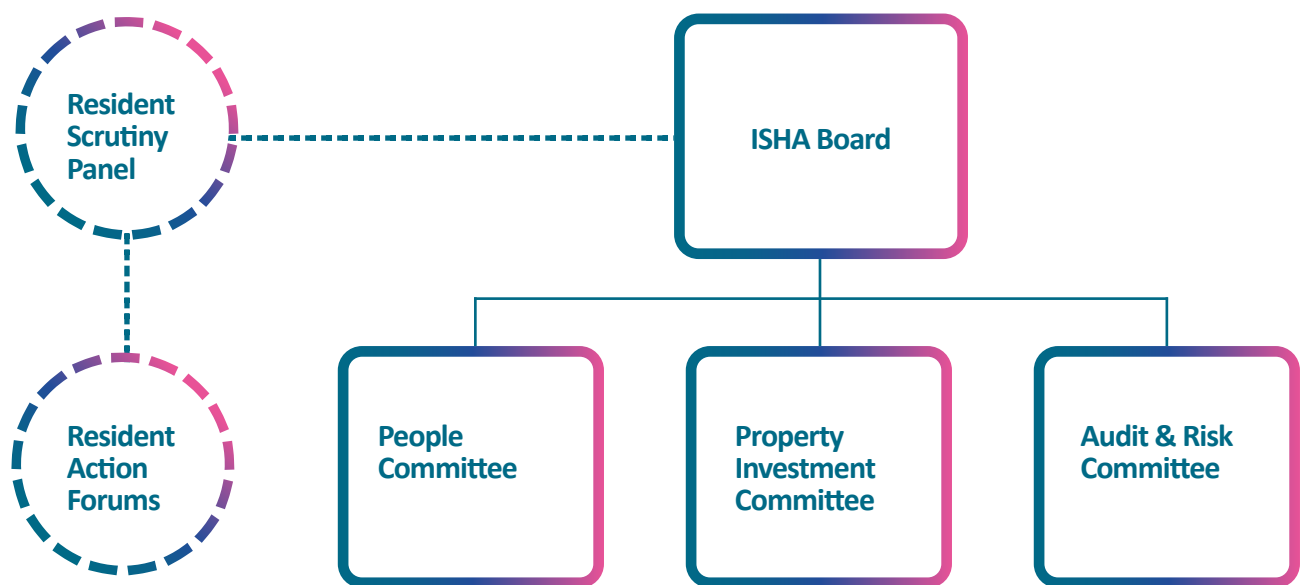 Resident
Scrutiny
Panel
ISHA Board
Resident
Action
Forums
People
Committee
Property
Investment
Committee
Audit & Risk
Committee